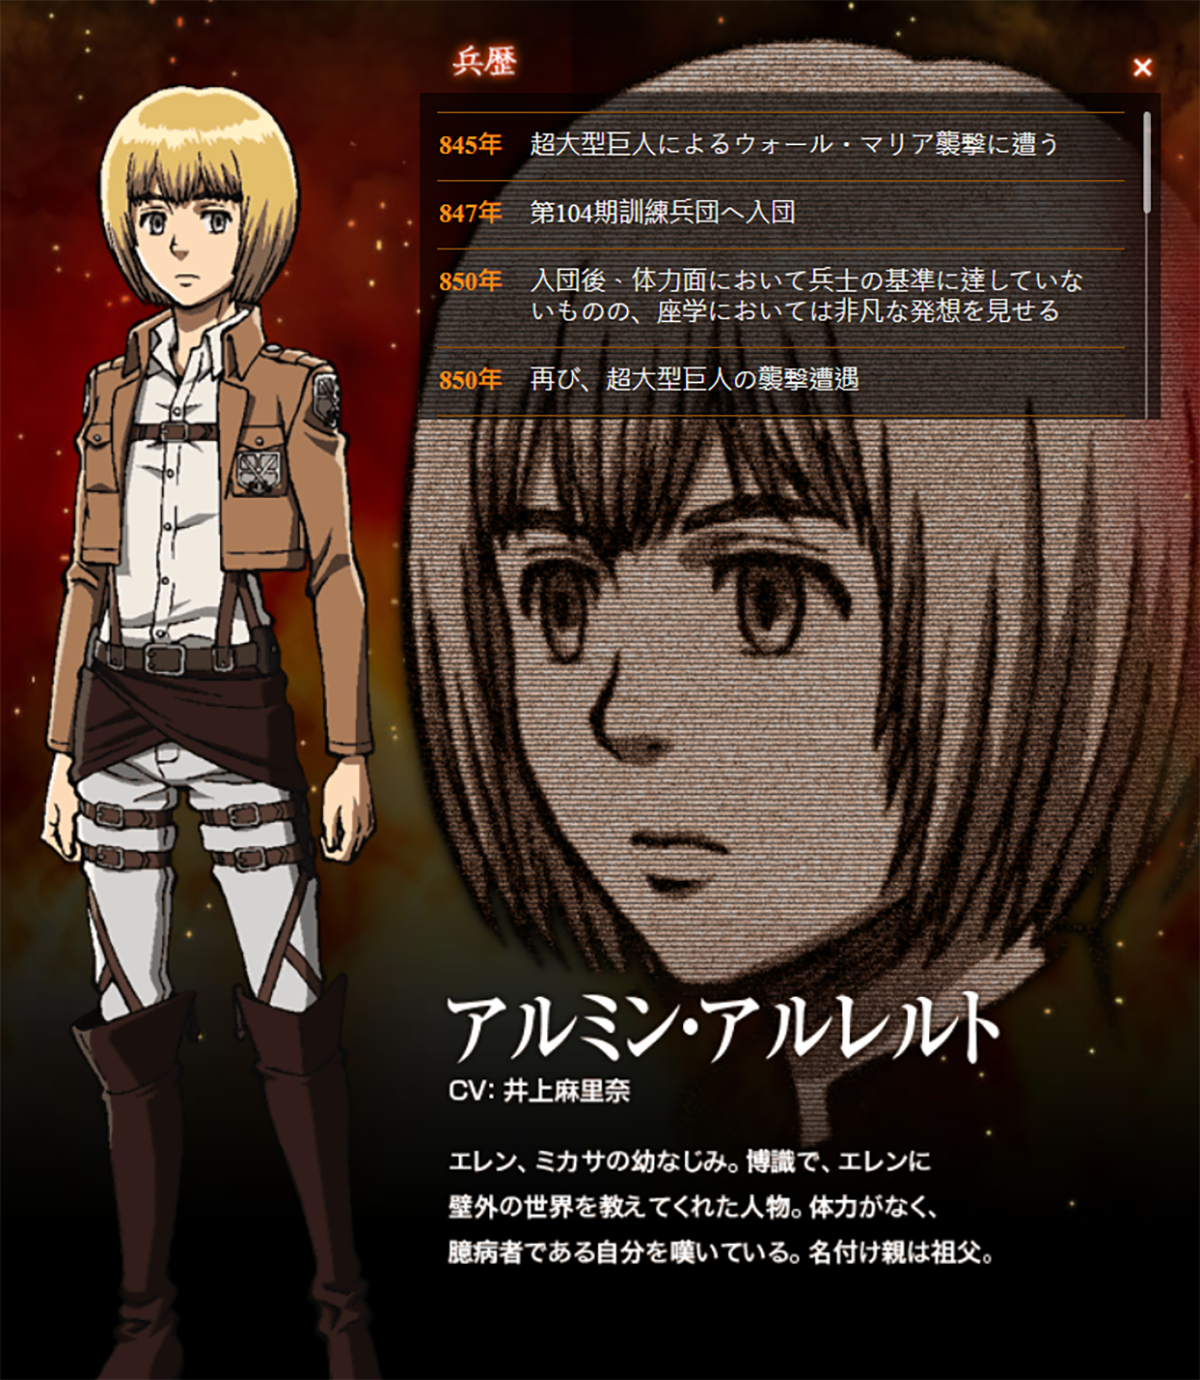 兵歴
×
845年 超大型巨人によるウォール・マリア襲撃に遭う
847年 第104期訓練兵団へ入団
850年 入団後、体力面において兵士の基準に達していな
いものの、座学においては非凡な発想を見せる
850年 再び、超大型巨人の襲撃遭遇
アルミン・アルレルト
CV: 井上麻里奈
エレン、ミカサの幼なじみ。博識で、エレンに
壁外の世界を教えてくれた人物。体力がなく、
臆病者である自分を嘆いている。名付け親は祖父。